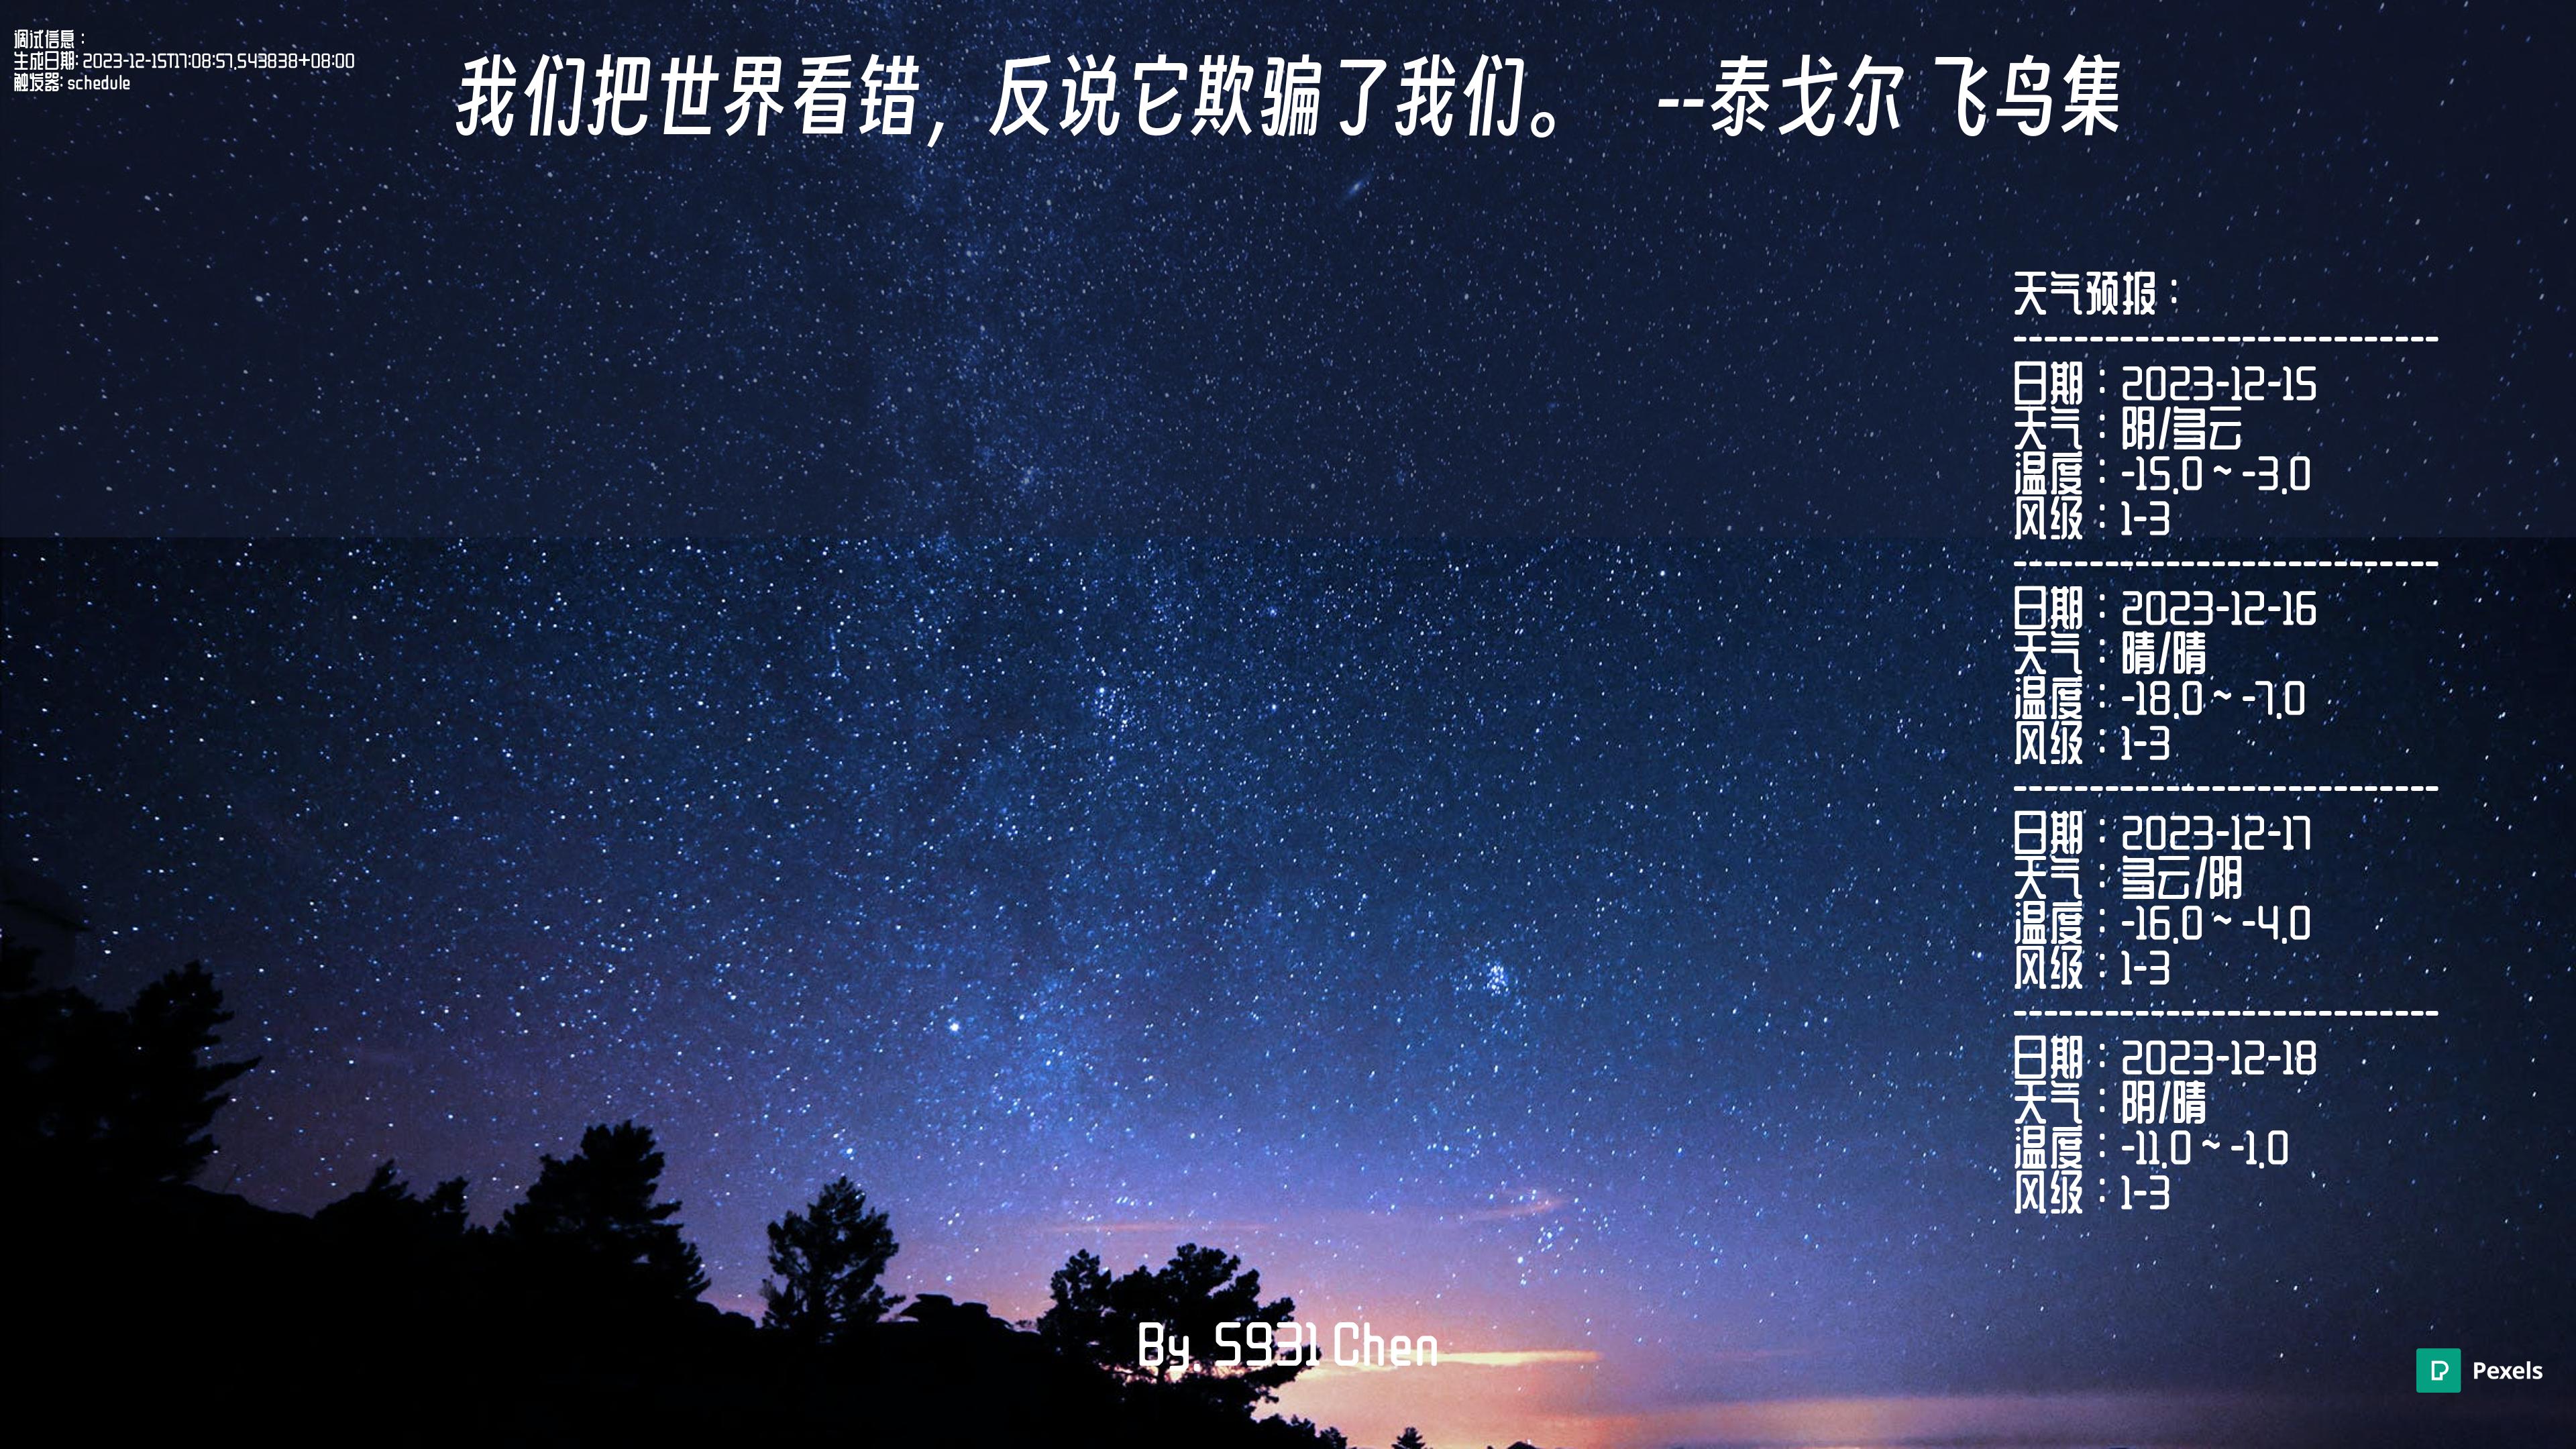 调试信息：
生成日期: 2023-12-15T17:08:57.543838+08:00
触发器: schedule
我们把世界看错，反说它欺骗了我们。 --泰戈尔 飞鸟集
天气预报：
----------------------------
日期：2023-12-15
天气：阴/多云
温度：-15.0 ~ -3.0
风级：1-3
----------------------------
日期：2023-12-16
天气：晴/晴
温度：-18.0 ~ -7.0
风级：1-3
----------------------------
日期：2023-12-17
天气：多云/阴
温度：-16.0 ~ -4.0
风级：1-3
----------------------------
日期：2023-12-18
天气：阴/晴
温度：-11.0 ~ -1.0
风级：1-3
By. S931 Chen
Pexels